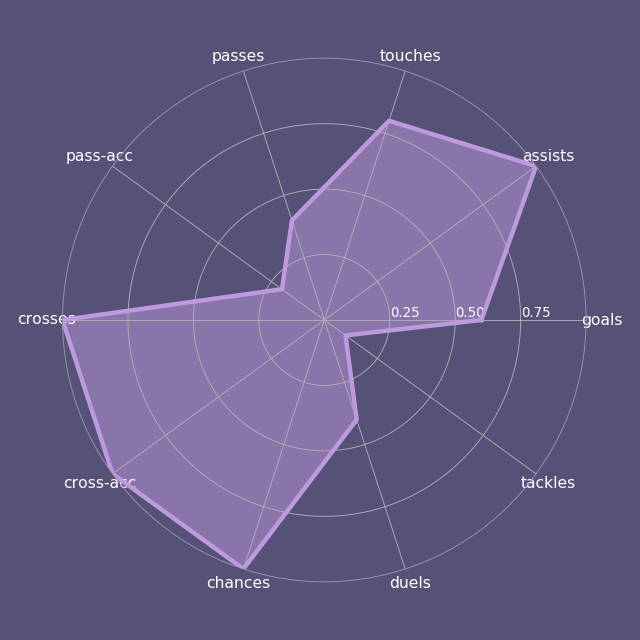 passes
touches
pass-acc
assists
0.25
0.50
0.75
crosses
goals
cross-acc
tackles
chances
duels